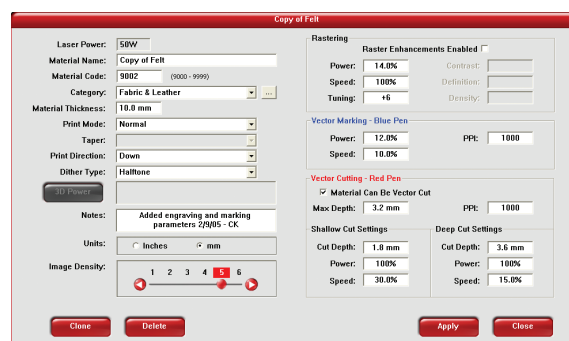 Copy of Felt
Laser Power: 50W
Material Name: Copy of Felt
Material Code: 9002 (9000 - 9999)
Category: Fabric & Leather ...
Material Thickness: 10.0 mm
Print Mode: Normal
Taper:
Print Direction: Down
Dither Type: Halftone
3D Power
Notes: Added engraving and marking
parameters 2/9/05 - CK
Units: Inches mm
Image Density: 1 2 3 4 5 6
Clone Delete
Rastering
Raster Enhancements Enabled
Power: 14.0% Contrast:
Speed: 100% Definition:
Tuning: +6 Density:
Vector Marking - Blue Pen
Power: 12.0% PPI: 1000
Speed: 10.0%
Vector Cutting - Red Pen
Material Can Be Vector Cut
Max Depth: 3.2 mm PPI: 1000
Shallow Cut Settings Deep Cut Settings
Cut Depth: 1.8 mm Cut Depth: 3.6 mm
Power: 100% Power: 100%
Speed: 30.0% Speed: 15.0%
Apply Close